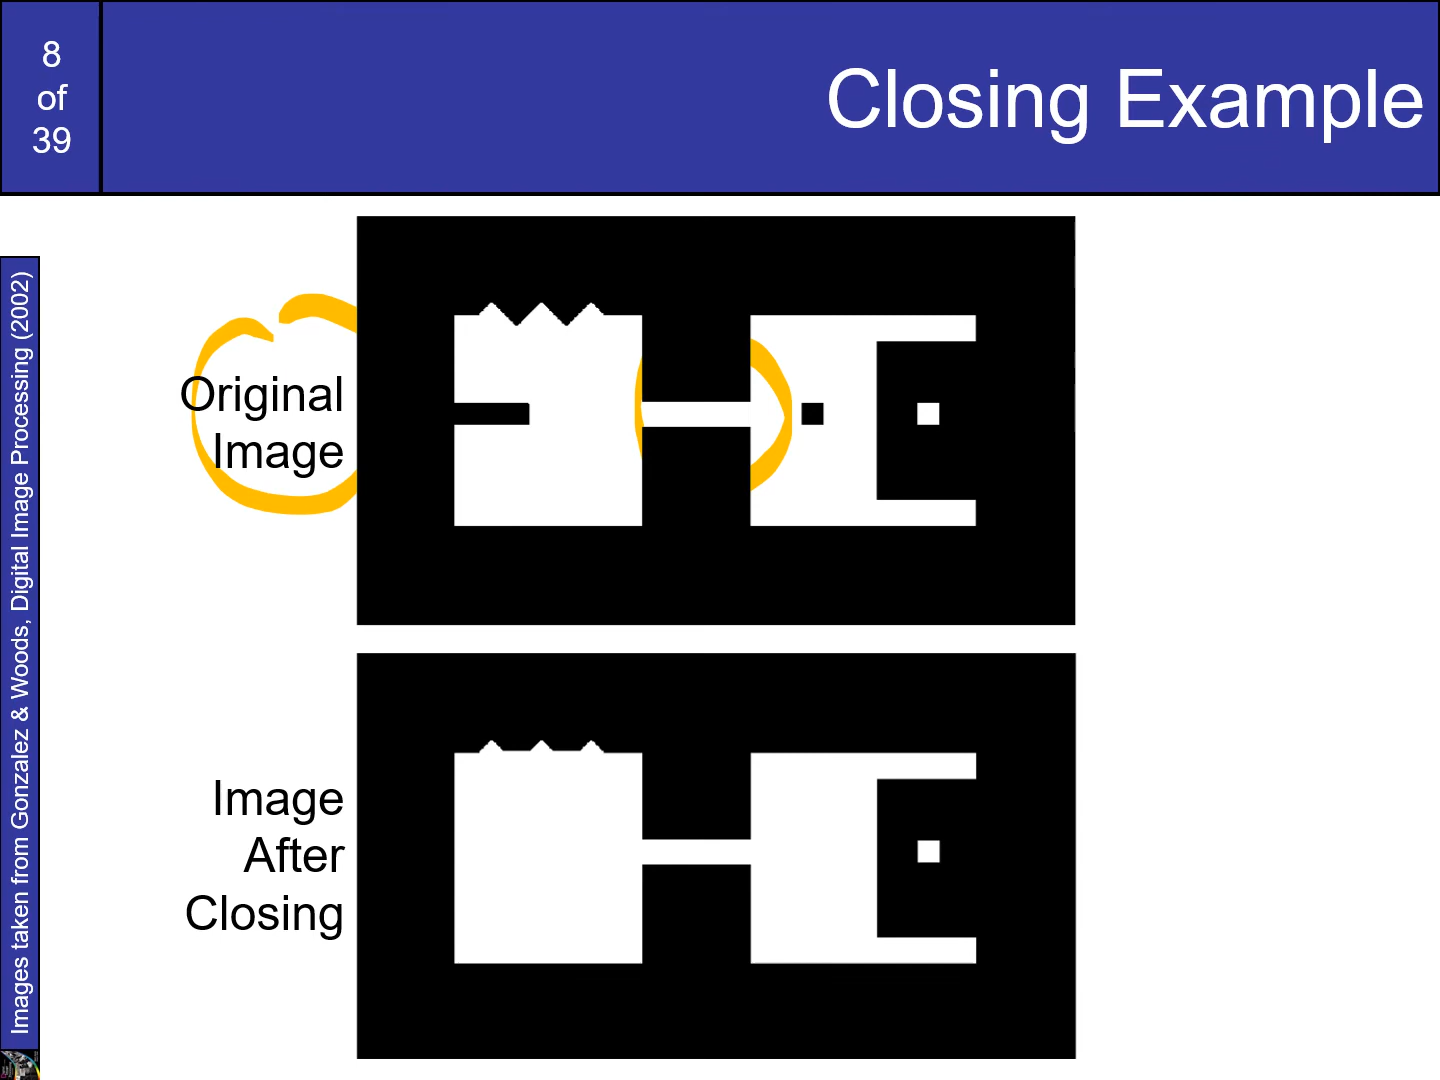 8
of
39
Closing Example
Images taken from Gonzalez & Woods, Digital Image Processing (2002)
Original
Image
Image
After
Closing